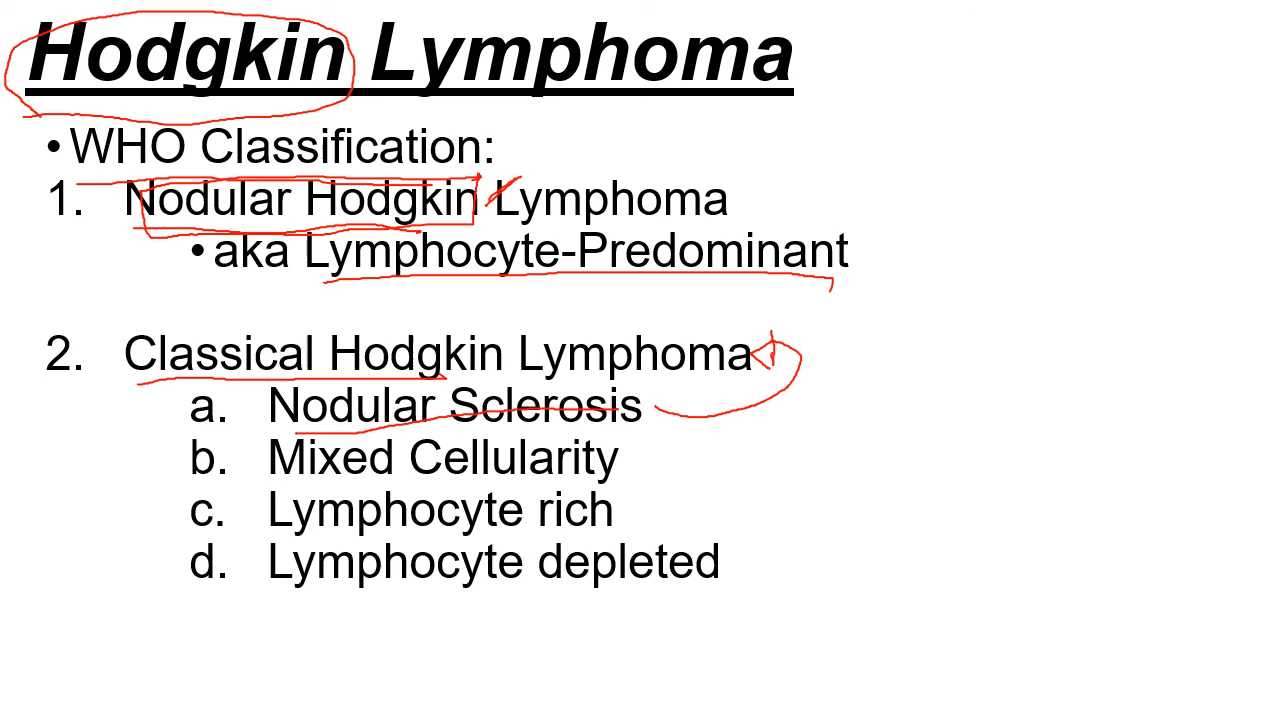 Hodgkin Lymphoma
• WHO Classification:
1. Nodular Hodgkin Lymphoma
• aka Lymphocyte-Predominant
2. Classical Hodgkin Lymphoma
a. Nodular Sclerosis
b. Mixed Cellularity
c. Lymphocyte rich
d. Lymphocyte depleted